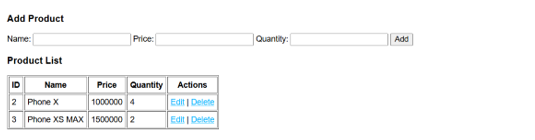 Add Product
Name: Price: Quantity: Add
Product List
ID Name Price Quantity Actions
2 Phone X 1000000 4 Edit | Delete
3 Phone XS MAX 1500000 2 Edit | Delete